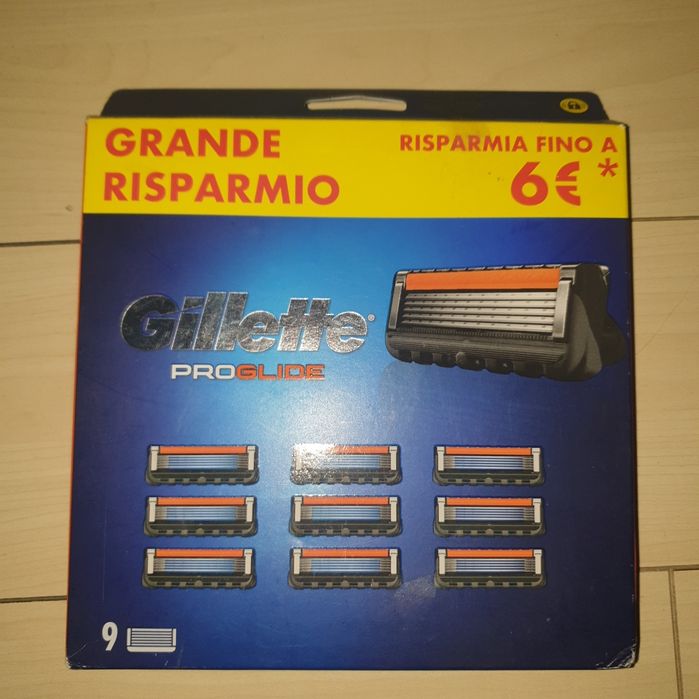 GRANDE
RISPARMIO
RISPARMIA FINO A
6€*
Gillette®
PROGLIDE
9